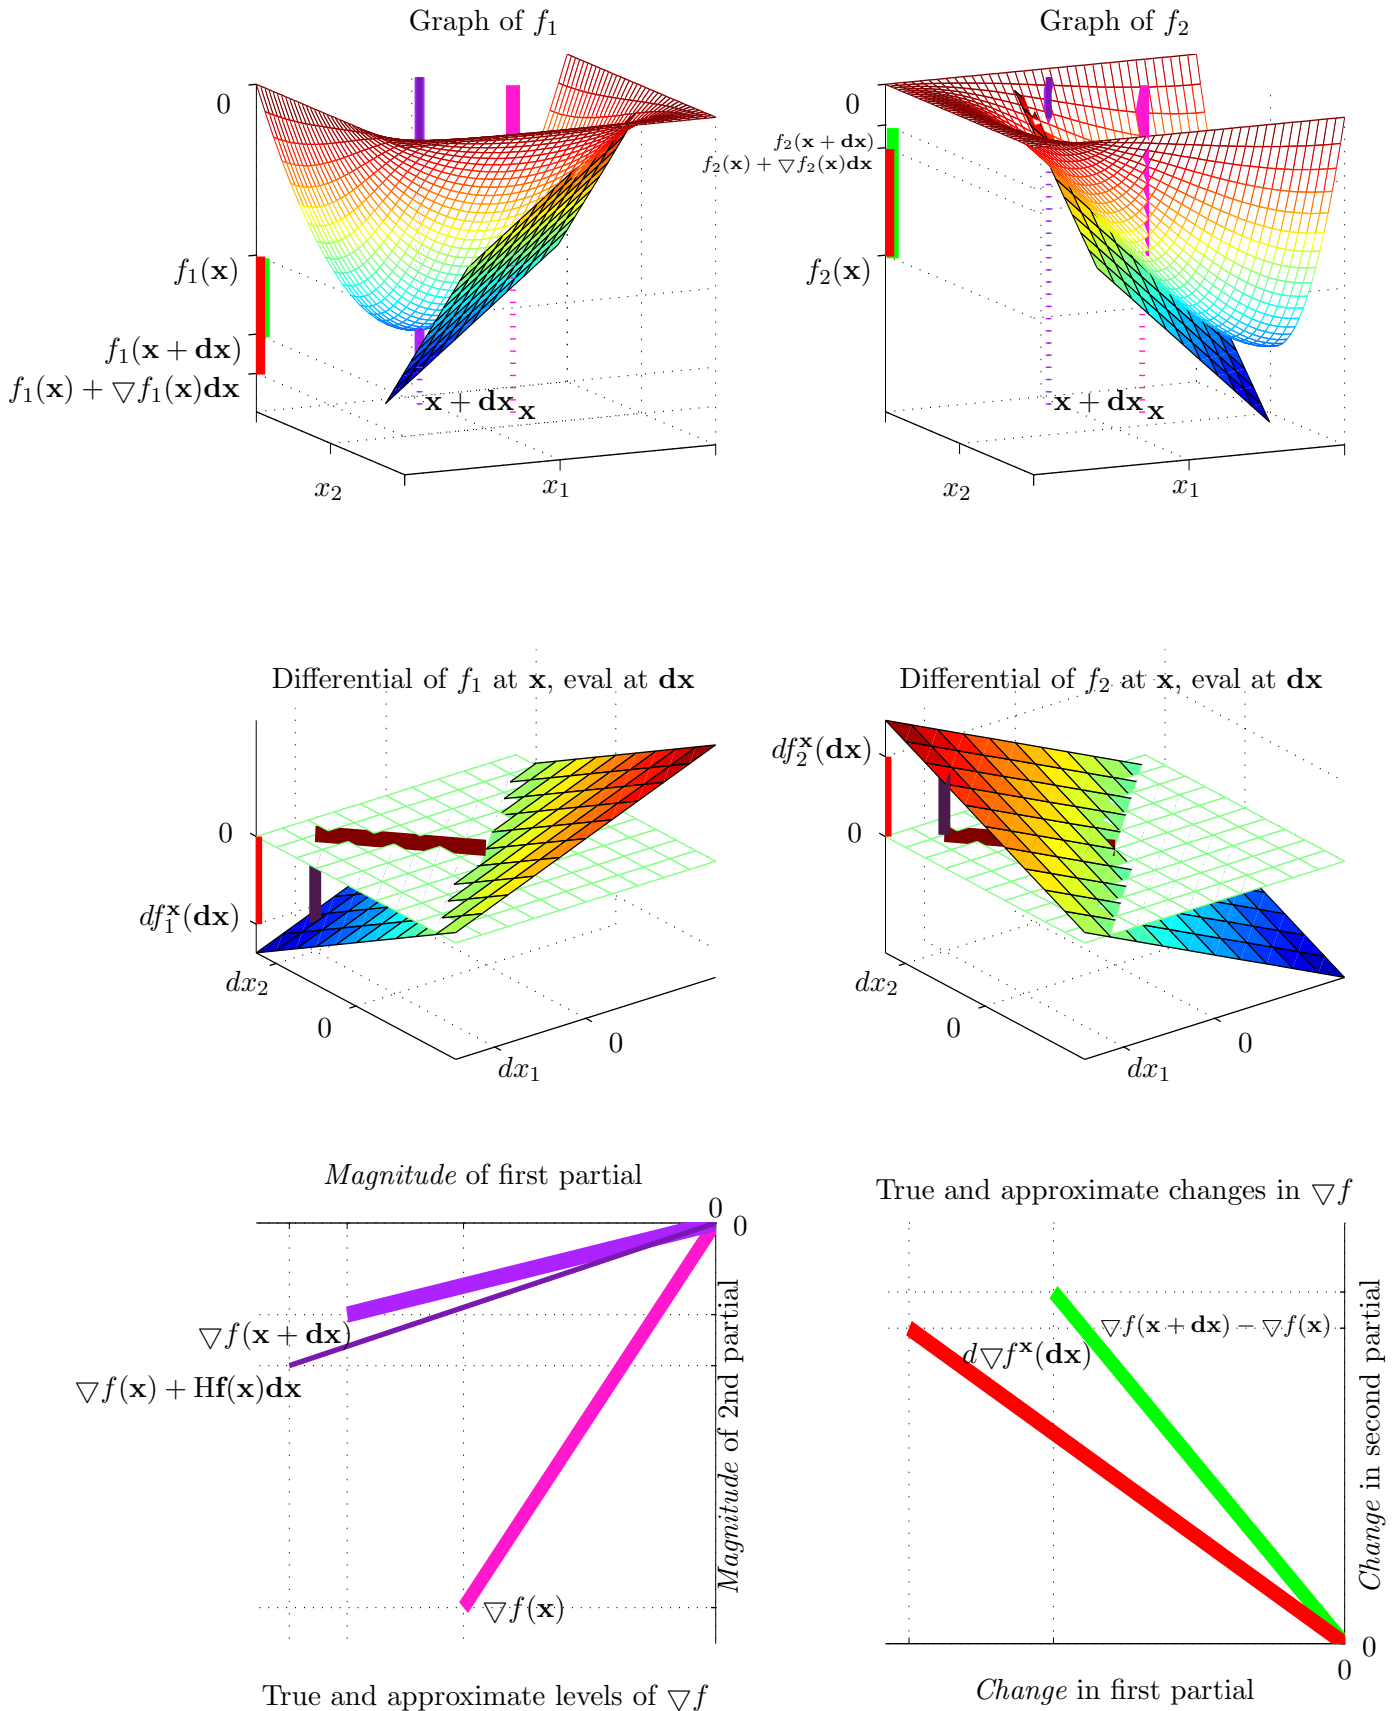 Graph of f₁
0
f₁(𝐱)
f₁(𝐱 + 𝐝𝐱)
f₁(𝐱) + ▽f₁(𝐱)𝐝𝐱
𝐱 + 𝐝𝐱
𝐱
x₂
x₁
Graph of f₂
0
f₂(𝐱 + 𝐝𝐱)
f₂(𝐱) + ▽f₂(𝐱)𝐝𝐱
f₂(𝐱)
𝐱 + 𝐝𝐱
𝐱
x₂
x₁
Differential of f₁ at 𝐱, eval at 𝐝𝐱
0
df₁^𝐱(𝐝𝐱)
dx₂
0
dx₁
0
Differential of f₂ at 𝐱, eval at 𝐝𝐱
df₂^𝐱(𝐝𝐱)
0
dx₂
0
dx₁
0
Magnitude of first partial
0
0
▽f(𝐱 + 𝐝𝐱)
▽f(𝐱) + H𝐟(𝐱)𝐝𝐱
▽f(𝐱)
Magnitude of 2nd partial
True and approximate levels of ▽f
True and approximate changes in ▽f
▽f(𝐱 + 𝐝𝐱) − ▽f(𝐱)
d▽f^𝐱(𝐝𝐱)
Change in second partial
0
0
Change in first partial